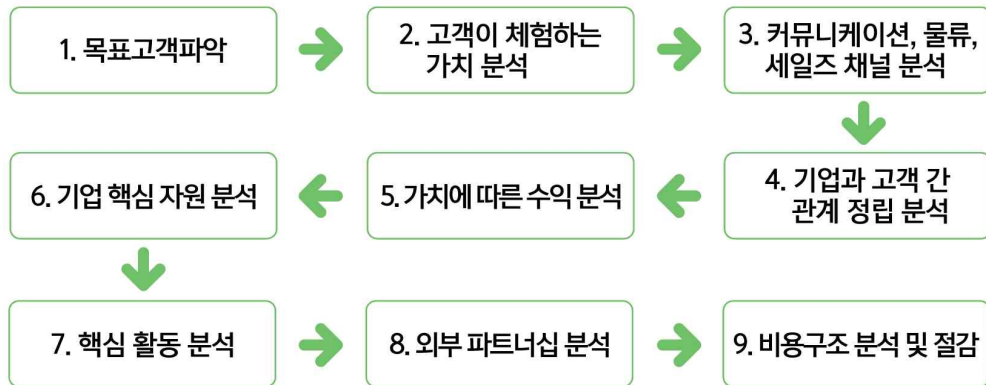 1. 목표고객파악
2. 고객이 체험하는
가치 분석
3. 커뮤니케이션, 물류,
세일즈 채널 분석
4. 기업과 고객 간
관계 정립 분석
5. 가치에 따른 수익 분석
6. 기업 핵심 자원 분석
7. 핵심 활동 분석
8. 외부 파트너십 분석
9. 비용구조 분석 및 절감